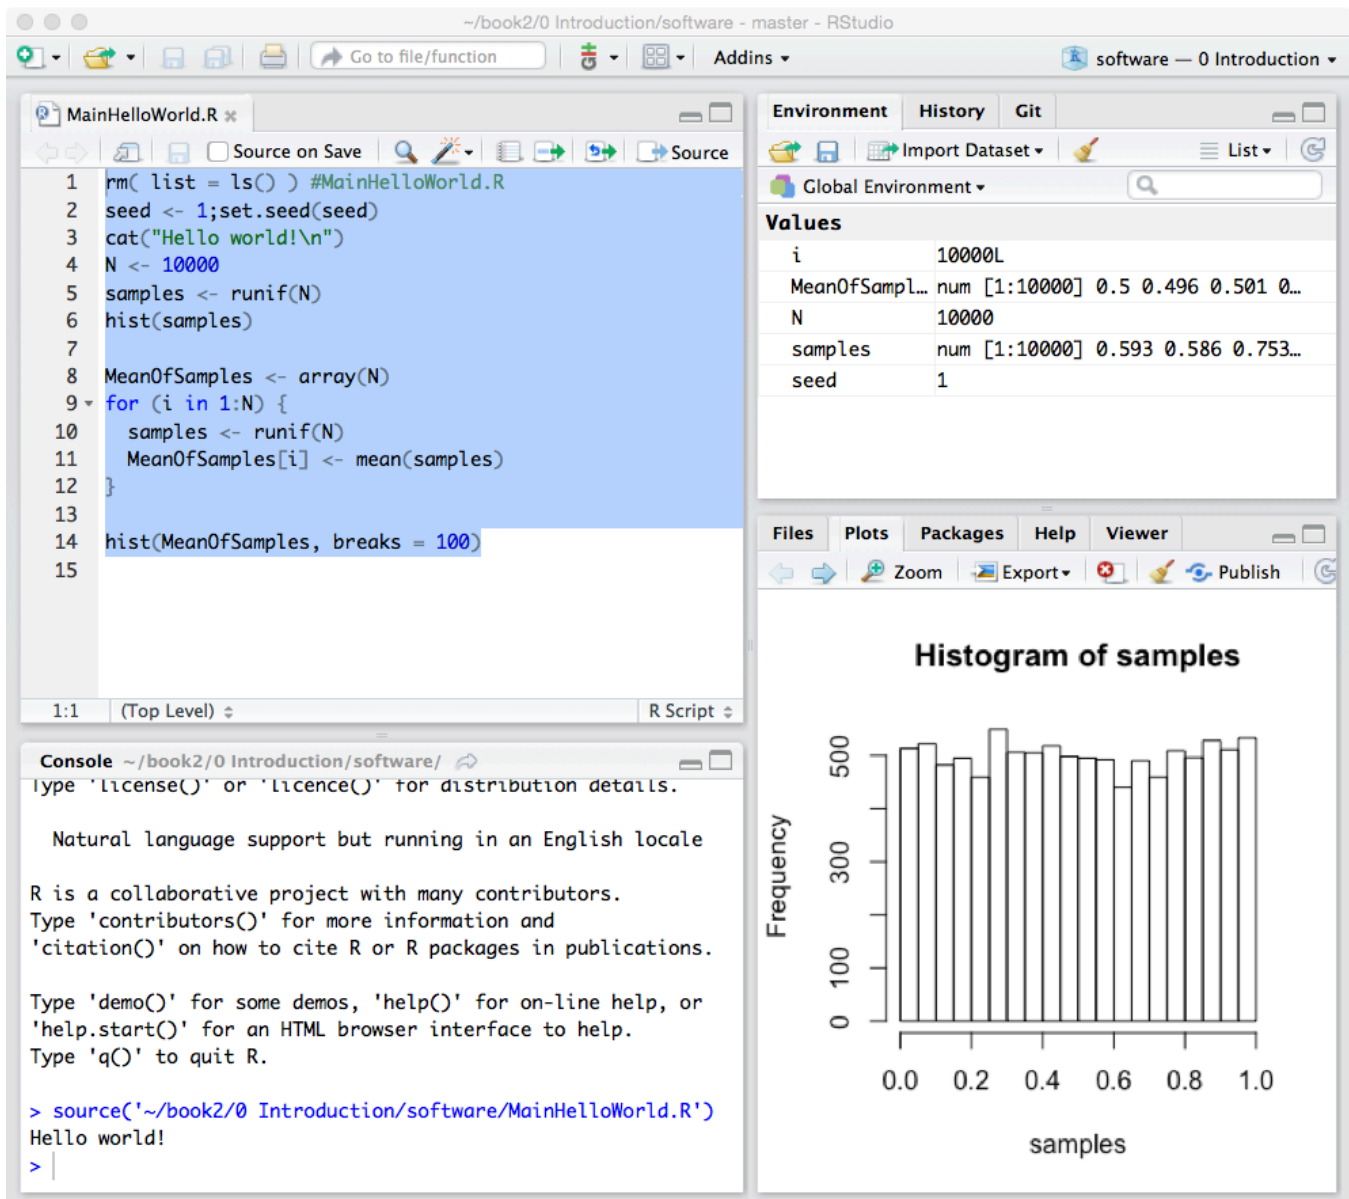 ~/book2/0 Introduction/software - master - RStudio
Go to file/function
Addins
software — 0 Introduction
MainHelloWorld.R
Source on Save
Source
1 rm( list = ls() ) #MainHelloWorld.R
2 seed <- 1;set.seed(seed)
3 cat("Hello world!\n")
4 N <- 10000
5 samples <- runif(N)
6 hist(samples)
7
8 MeanOfSamples <- array(N)
9 for (i in 1:N) {
10   samples <- runif(N)
11   MeanOfSamples[i] <- mean(samples)
12 }
13
14 hist(MeanOfSamples, breaks = 100)
15
1:1 (Top Level) R Script
Console ~/book2/0 Introduction/software/
Type 'license()' or 'licence()' for distribution details.
Natural language support but running in an English locale
R is a collaborative project with many contributors.
Type 'contributors()' for more information and
'citation()' on how to cite R or R packages in publications.
Type 'demo()' for some demos, 'help()' for on-line help, or
'help.start()' for an HTML browser interface to help.
Type 'q()' to quit R.
> source('~/book2/0 Introduction/software/MainHelloWorld.R')
Hello world!
>
Environment History Git
Import Dataset List
Global Environment
Values
i 10000L
MeanOfSampl… num [1:10000] 0.5 0.496 0.501 0…
N 10000
samples num [1:10000] 0.593 0.586 0.753…
seed 1
Files Plots Packages Help Viewer
Zoom Export Publish
Histogram of samples
Frequency
500
300
100
0
0.0 0.2 0.4 0.6 0.8 1.0
samples